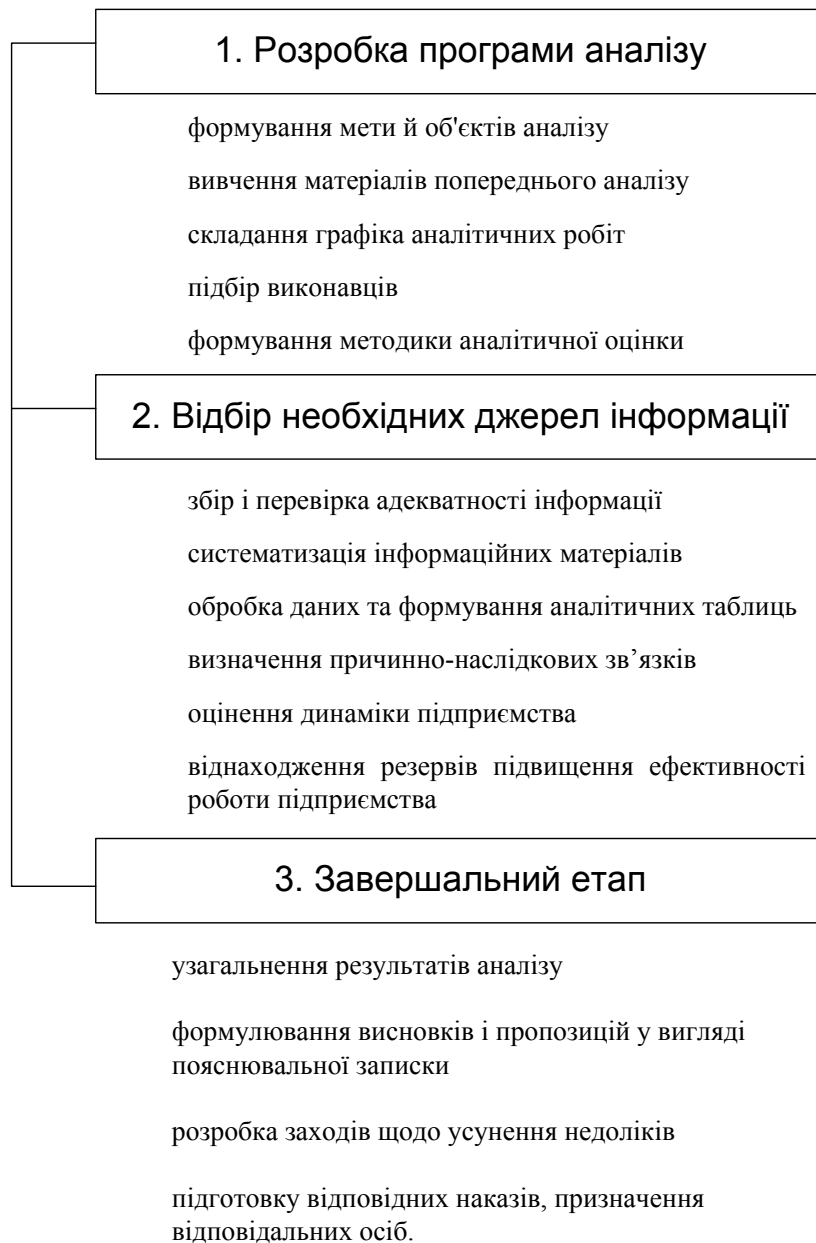 1. Розробка програми аналізу
формування мети й об'єктів аналізу
вивчення матеріалів попереднього аналізу
складання графіка аналітичних робіт
підбір виконавців
формування методики аналітичної оцінки
2. Відбір необхідних джерел інформації
збір і перевірка адекватності інформації
систематизація інформаційних матеріалів
обробка даних та формування аналітичних таблиць
визначення причинно-наслідкових зв’язків
оцінення динаміки підприємства
віднаходження резервів підвищення ефективності
роботи підприємства
3. Завершальний етап
узагальнення результатів аналізу
формулювання висновків і пропозицій у вигляді
пояснювальної записки
розробка заходів щодо усунення недоліків
підготовку відповідних наказів, призначення
відповідальних осіб.